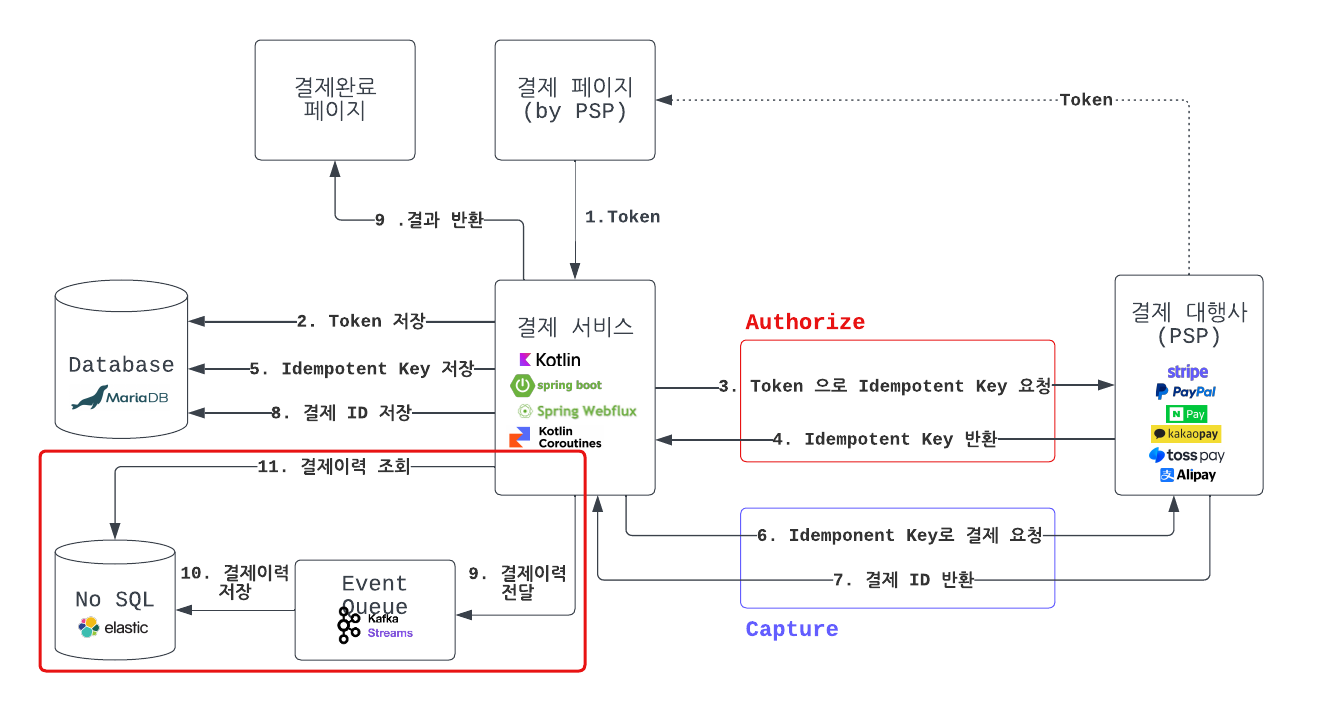 결제완료
페이지
결제 페이지
(by PSP)
Token
9 .결과 반환
1.Token
Database
MariaDB
2. Token 저장
5. Idempotent Key 저장
8. 결제 ID 저장
결제 서비스
Kotlin
spring boot
Spring Webflux
Kotlin
Coroutines
Authorize
3. Token 으로 Idempotent Key 요청
4. Idempotent Key 반환
결제 대행사
(PSP)
stripe
PayPal
N Pay
kakaopay
toss pay
支 Alipay
11. 결제이력 조회
No SQL
elastic
10. 결제이력
저장
Event
Queue
Kafka
Streams
9. 결제이력
전달
6. Idemponent Key로 결제 요청
7. 결제 ID 반환
Capture